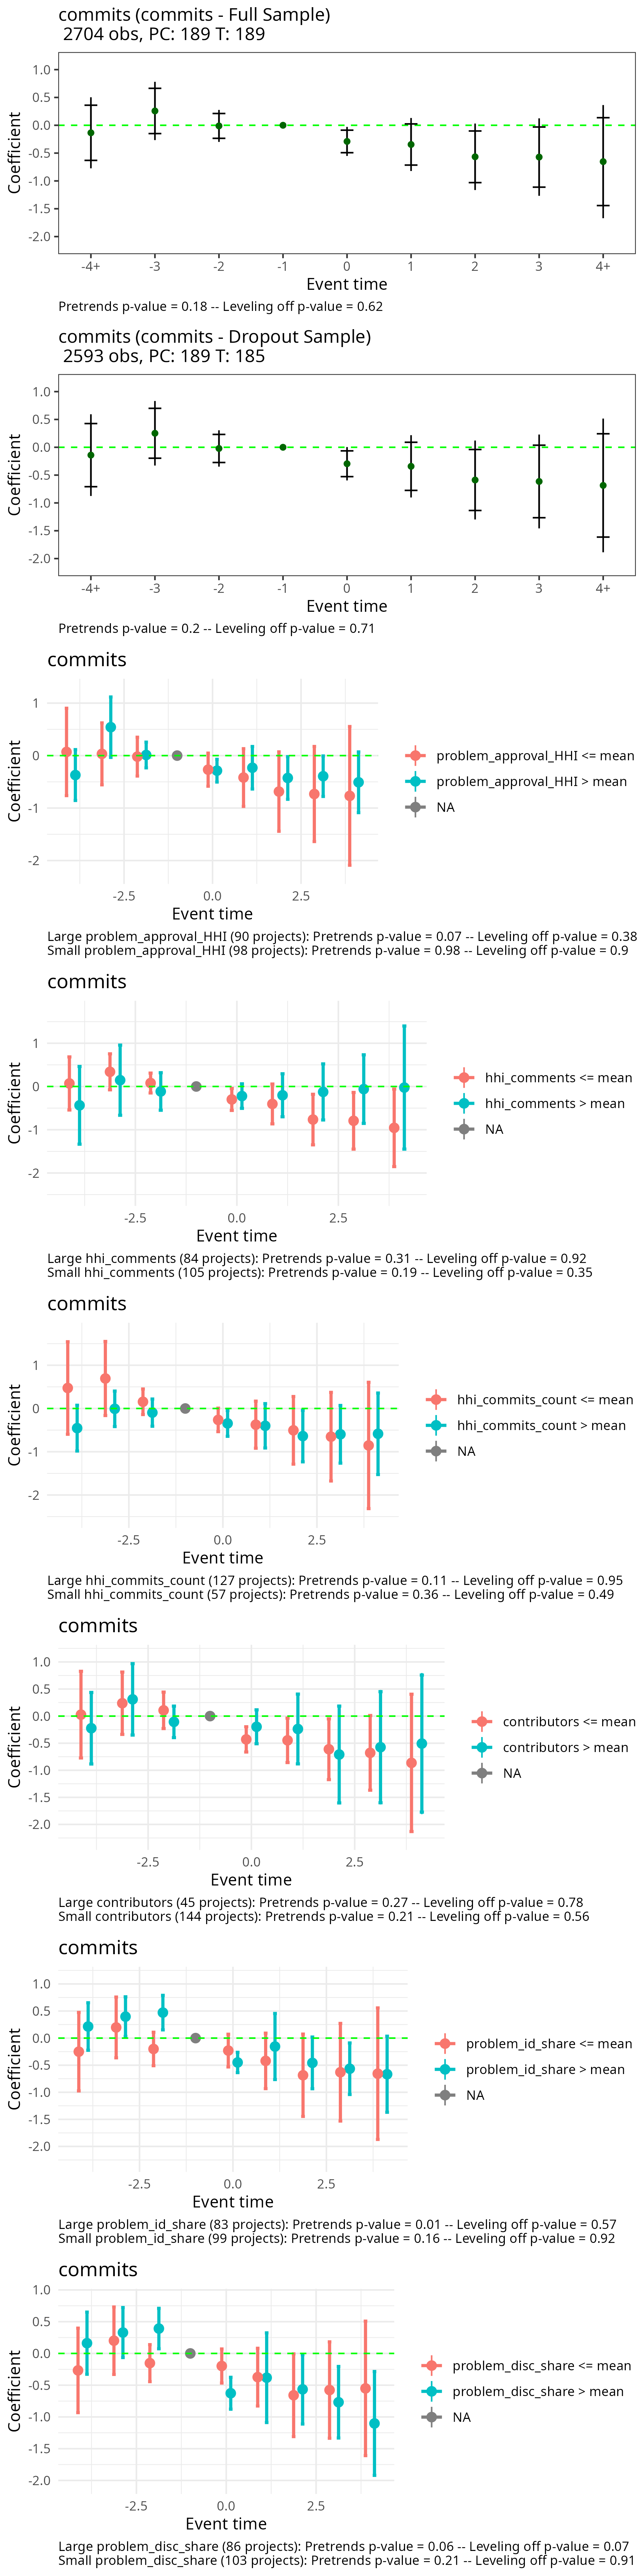 commits (commits - Full Sample)
2704 obs, PC: 189 T: 189
1.0
0.5
0.0
-0.5
-1.0
-1.5
-2.0
Coefficient
-4+ -3 -2 -1 0 1 2 3 4+
Event time
Pretrends p-value = 0.18 -- Leveling off p-value = 0.62
commits (commits - Dropout Sample)
2593 obs, PC: 189 T: 185
1.0
0.5
0.0
-0.5
-1.0
-1.5
-2.0
Coefficient
-4+ -3 -2 -1 0 1 2 3 4+
Event time
Pretrends p-value = 0.2 -- Leveling off p-value = 0.71
commits
1
0
-1
-2
Coefficient
-2.5 0.0 2.5
Event time
problem_approval_HHI <= mean
problem_approval_HHI > mean
NA
Large problem_approval_HHI (90 projects): Pretrends p-value = 0.07 -- Leveling off p-value = 0.38
Small problem_approval_HHI (98 projects): Pretrends p-value = 0.98 -- Leveling off p-value = 0.9
commits
1
0
-1
-2
Coefficient
-2.5 0.0 2.5
Event time
hhi_comments <= mean
hhi_comments > mean
NA
Large hhi_comments (84 projects): Pretrends p-value = 0.31 -- Leveling off p-value = 0.92
Small hhi_comments (105 projects): Pretrends p-value = 0.19 -- Leveling off p-value = 0.35
commits
1
0
-1
-2
Coefficient
-2.5 0.0 2.5
Event time
hhi_commits_count <= mean
hhi_commits_count > mean
NA
Large hhi_commits_count (127 projects): Pretrends p-value = 0.11 -- Leveling off p-value = 0.95
Small hhi_commits_count (57 projects): Pretrends p-value = 0.36 -- Leveling off p-value = 0.49
commits
1.0
0.5
0.0
-0.5
-1.0
-1.5
-2.0
Coefficient
-2.5 0.0 2.5
Event time
contributors <= mean
contributors > mean
NA
Large contributors (45 projects): Pretrends p-value = 0.27 -- Leveling off p-value = 0.78
Small contributors (144 projects): Pretrends p-value = 0.21 -- Leveling off p-value = 0.56
commits
1.0
0.5
0.0
-0.5
-1.0
-1.5
-2.0
Coefficient
-2.5 0.0 2.5
Event time
problem_id_share <= mean
problem_id_share > mean
NA
Large problem_id_share (83 projects): Pretrends p-value = 0.01 -- Leveling off p-value = 0.57
Small problem_id_share (99 projects): Pretrends p-value = 0.16 -- Leveling off p-value = 0.92
commits
1.0
0.5
0.0
-0.5
-1.0
-1.5
-2.0
Coefficient
-2.5 0.0 2.5
Event time
problem_disc_share <= mean
problem_disc_share > mean
NA
Large problem_disc_share (86 projects): Pretrends p-value = 0.06 -- Leveling off p-value = 0.07
Small problem_disc_share (103 projects): Pretrends p-value = 0.21 -- Leveling off p-value = 0.91